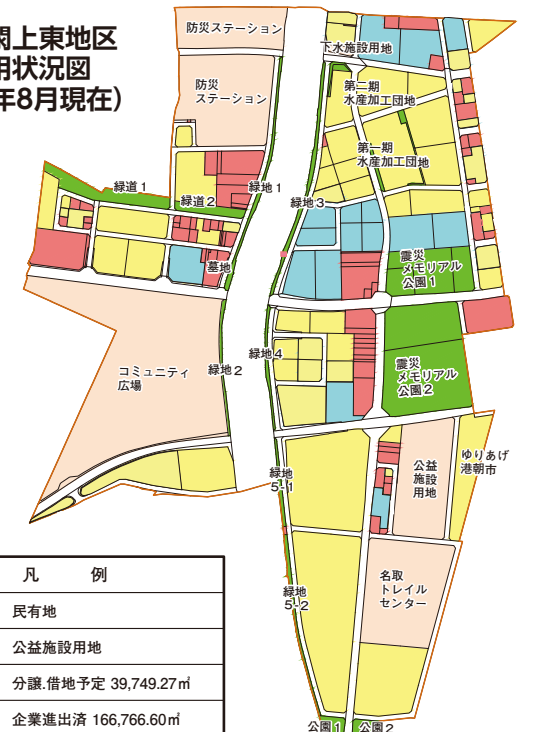 閖上東地区
用状況図
年8月現在）
防災ステーション
下水施設用地
防災
ステーション
第二期
水産加工団地
第一期
水産加工団地
緑道1
緑道2
緑地1
緑地3
墓地
震災
メモリアル
公園1
コミュニティ
広場
緑地2
緑地4
震災
メモリアル
公園2
緑地
5-1
公益
施設
用地
ゆりあげ
港朝市
緑地
5-2
名取
トレイル
センター
公園1
公園2
凡　例
民有地
公益施設用地
分譲.借地予定 39,749.27㎡
企業進出済 166,766.60㎡